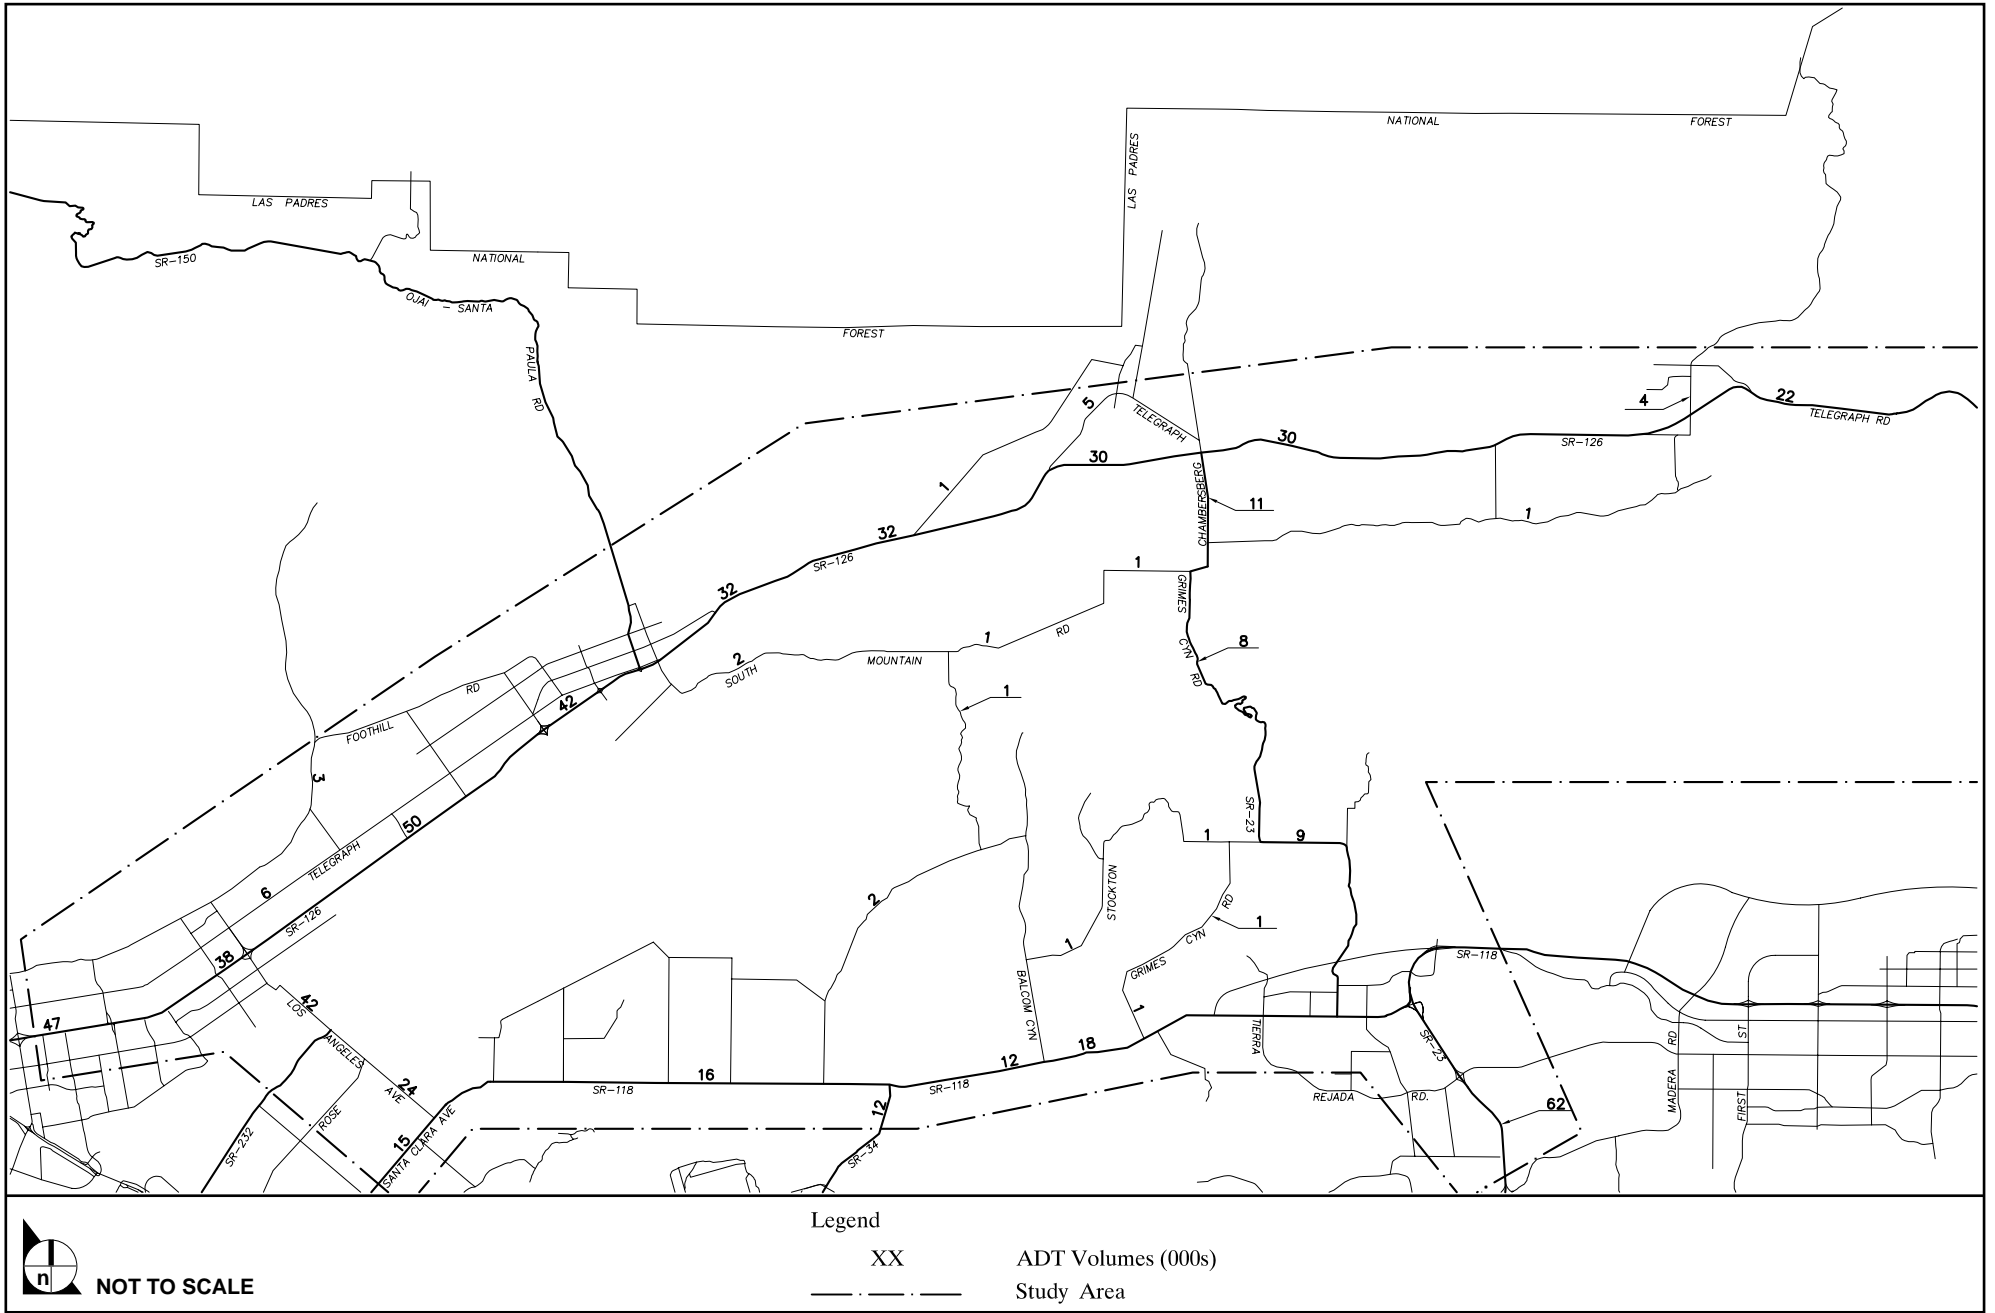 NATIONAL
FOREST
LAS PADRES
LAS PADRES
SR-150
NATIONAL
OJAI - SANTA
FOREST
PAULA RD
5
TELEGRAPH
4
22
TELEGRAPH RD
30
30
SR-126
1
CHAMBERSBERG
11
1
32
SR-126
1
32
GRIMES
CYN
RD
8
1
RD
MOUNTAIN
2
SOUTH
1
RD
FOOTHILL
42
3
50
TELEGRAPH
SR-23
1
9
6
2
STOCKTON
RD
1
CYN
GRIMES
1
SR-126
38
1
SR-118
42
LOS
ANGELES
AVE
24
47
BALCOM CYN
TIERRA
18
12
SR-118
16
SR-118
12
SR-23
RD
MADERA
ST
FIRST
REJADA RD.
62
ROSE
SR-232
15
SANTA CLARA AVE
SR-34
Legend
XX ADT Volumes (000s)
Study Area
n
NOT TO SCALE